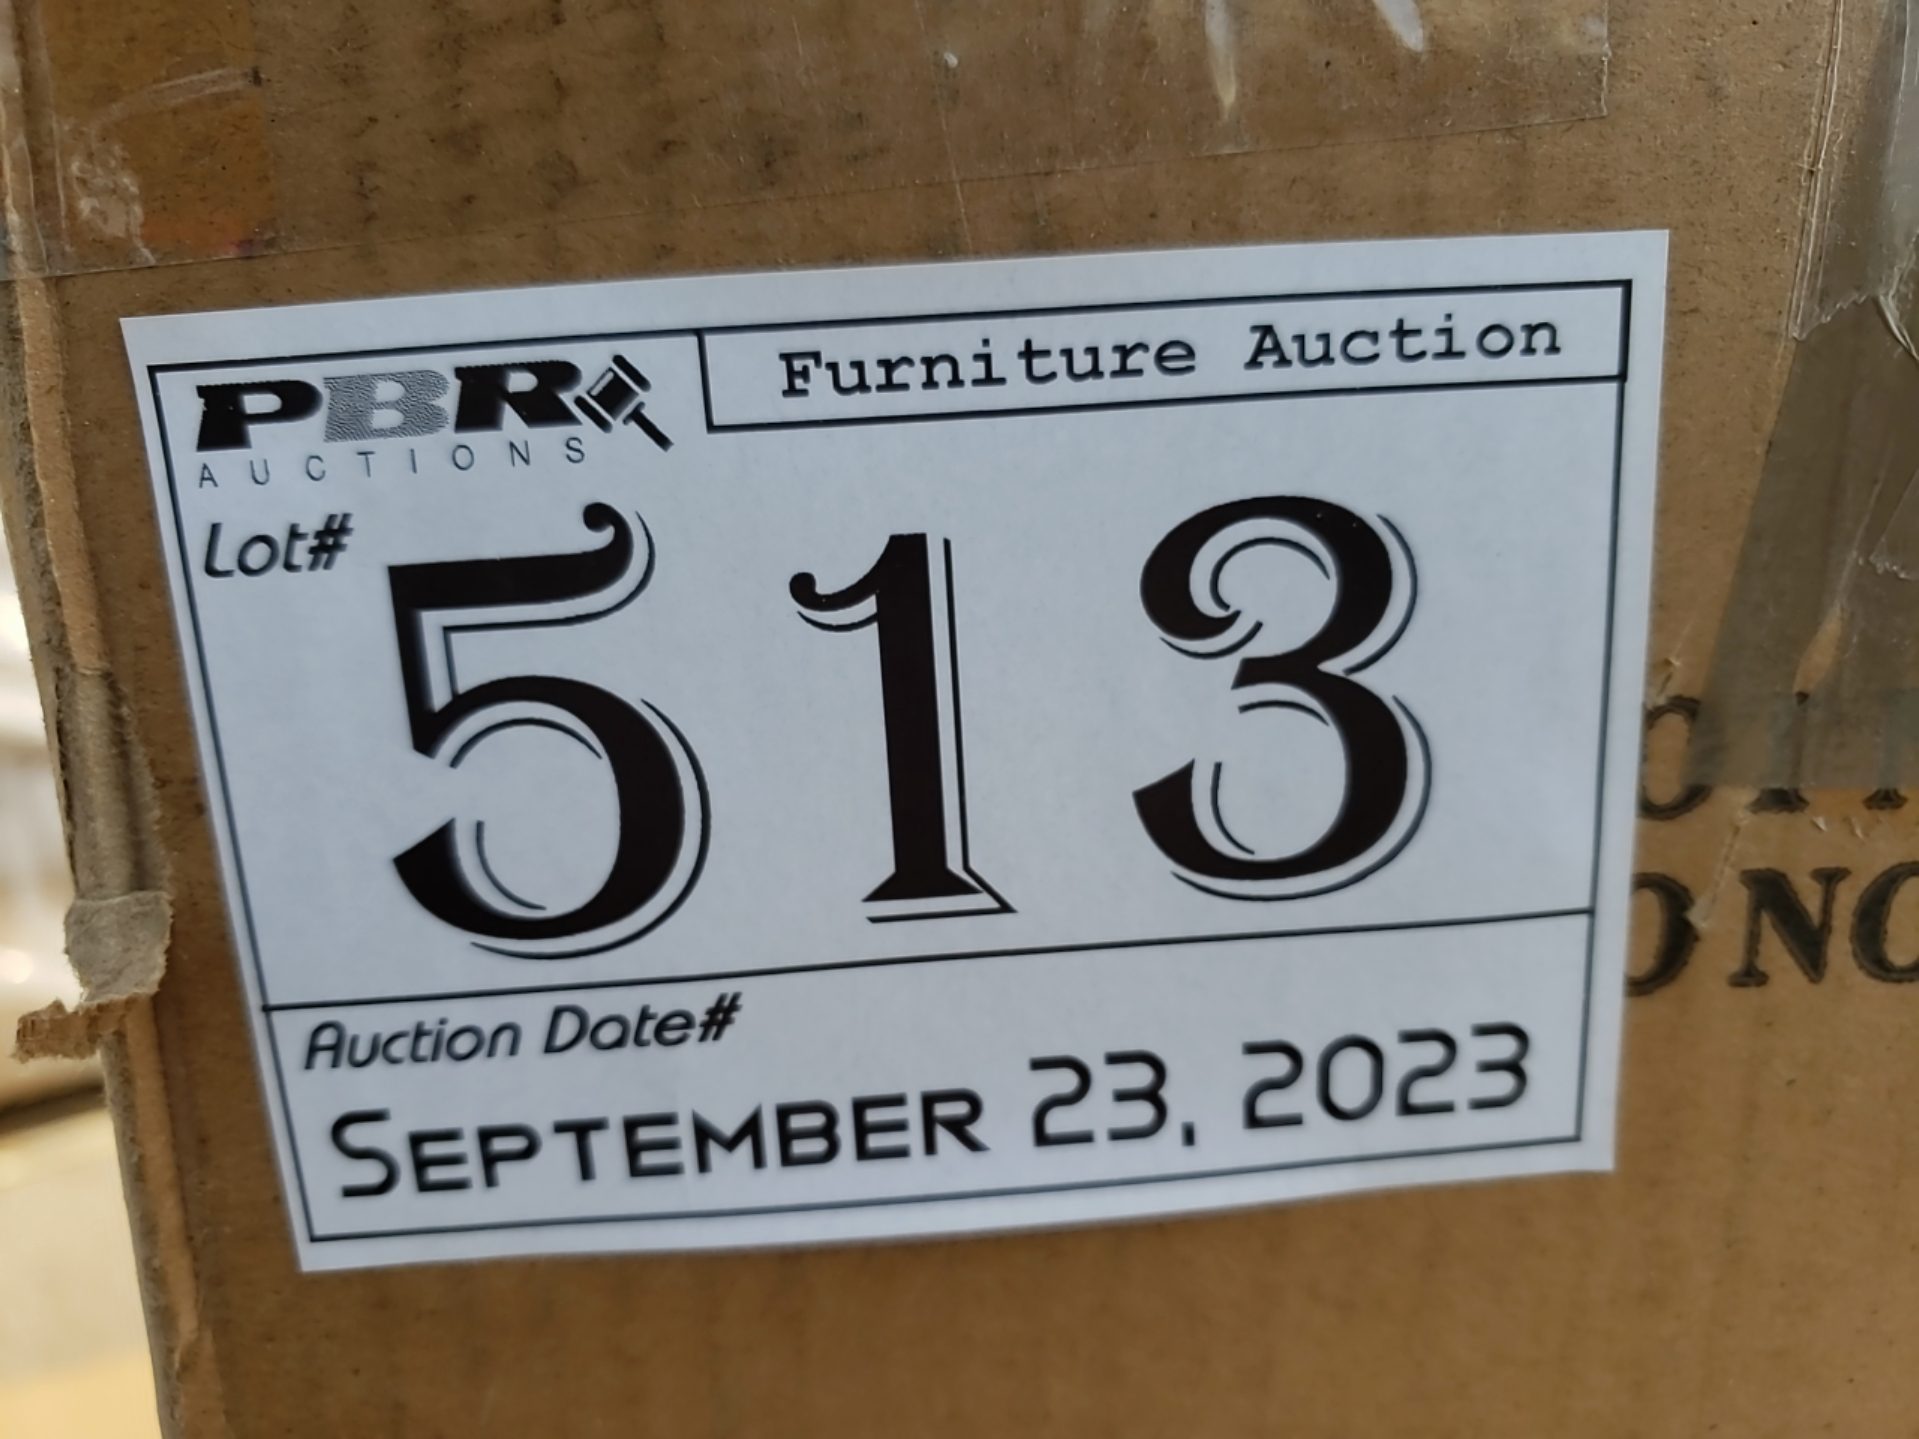 PBR
AUCTIONS
Furniture Auction
Lot#
513
Auction Date#
SEPTEMBER 23, 2023